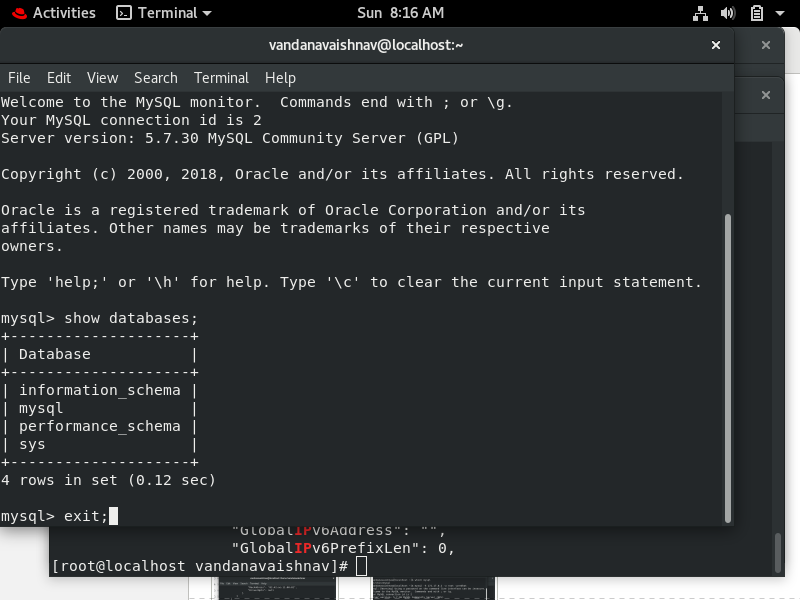 Activities Terminal Sun 8:16 AM
vandanavaishnav@localhost:~
File Edit View Search Terminal Help
Welcome to the MySQL monitor.  Commands end with ; or \g.
Your MySQL connection id is 2
Server version: 5.7.30 MySQL Community Server (GPL)
Copyright (c) 2000, 2018, Oracle and/or its affiliates. All rights reserved.
Oracle is a registered trademark of Oracle Corporation and/or its
affiliates. Other names may be trademarks of their respective
owners.
Type 'help;' or '\h' for help. Type '\c' to clear the current input statement.
mysql> show databases;
+--------------------+
| Database           |
+--------------------+
| information_schema |
| mysql              |
| performance_schema |
| sys                |
+--------------------+
4 rows in set (0.12 sec)
mysql> exit;
"GlobalIPv6Address": "",
"GlobalIPv6PrefixLen": 0,
[root@localhost vandanavaishnav]#